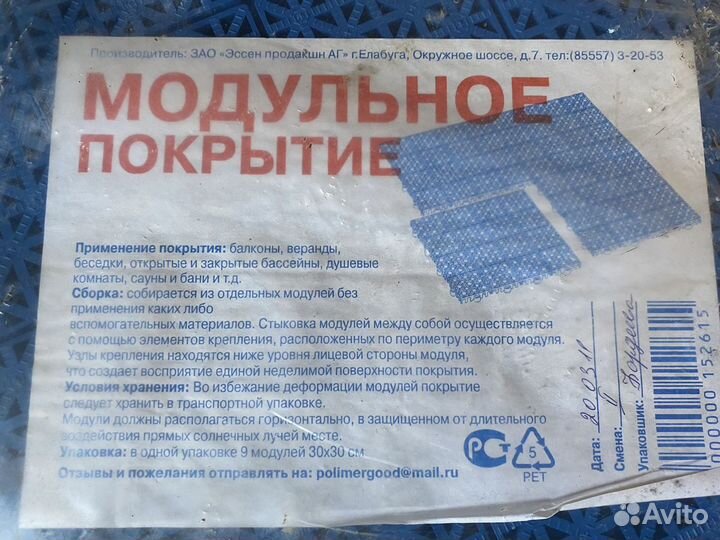 Производитель: ЗАО «Эссен продакшн АГ» г.Елабуга, Окружное шоссе, д.7. тел:(85557) 3-20-53
МОДУЛЬНОЕ
ПОКРЫТИЕ
Применение покрытия: балконы, веранды,
беседки, открытые и закрытые бассейны, душевые
комнаты, сауны и бани и т.д.
Сборка: собирается из отдельных модулей без
применения каких либо
вспомогательных материалов. Стыковка модулей между собой осуществляется
с помощью элементов крепления, расположенных по периметру каждого модуля.
Узлы крепления находятся ниже уровня лицевой стороны модуля,
что создает восприятие единой неделимой поверхности покрытия.
Условия хранения: Во избежание деформации модулей покрытие
следует хранить в транспортной упаковке.
Модули должны располагаться горизонтально, в защищенном от длительного
воздействия прямых солнечных лучей месте.
Упаковка: в одной упаковке 9 модулей 30х30 см.
Отзывы и пожелания отправлять на: polimergood@mail.ru
РСТ
5
PET
Дата: 20.03.11
Смена: II
Упаковщик:
000000 152615
Avito